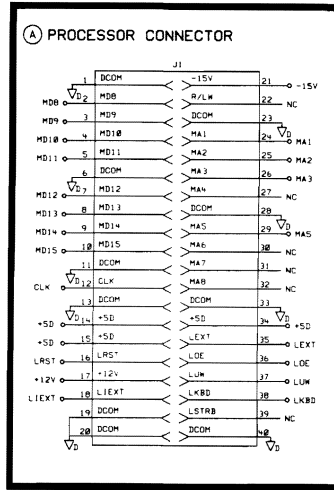 A PROCESSOR CONNECTOR
J1
1 DCOM -15V 21 -15V
D
MD8 2 MD8 R/LW 22 NC
MD9 3 MD9 DCOM 23
D
MD10 4 MD10 MA1 24 MA1
MD11 5 MD11 MA2 25 MA2
6 DCOM MA3 26 MA3
D
MD12 7 MD12 MA4 27 NC
MD13 8 MD13 DCOM 28
D
MD14 9 MD14 MA5 29 MA5
MD15 10 MD15 MA6 30 NC
11 DCOM MA7 31 NC
D
CLK 12 CLK MA8 32 NC
13 DCOM DCOM 33
D D
+5D 14 +5D +5D 34 +5D
+5D 15 +5D LEXT 35 LEXT
LRST 16 LRST LOE 36 LOE
+12V 17 +12V LUW 37 LUW
LIEXT 18 LIEXT LKBD 38 LKBD
19 DCOM LSTRB 39 NC
20 DCOM DCOM 40
D D